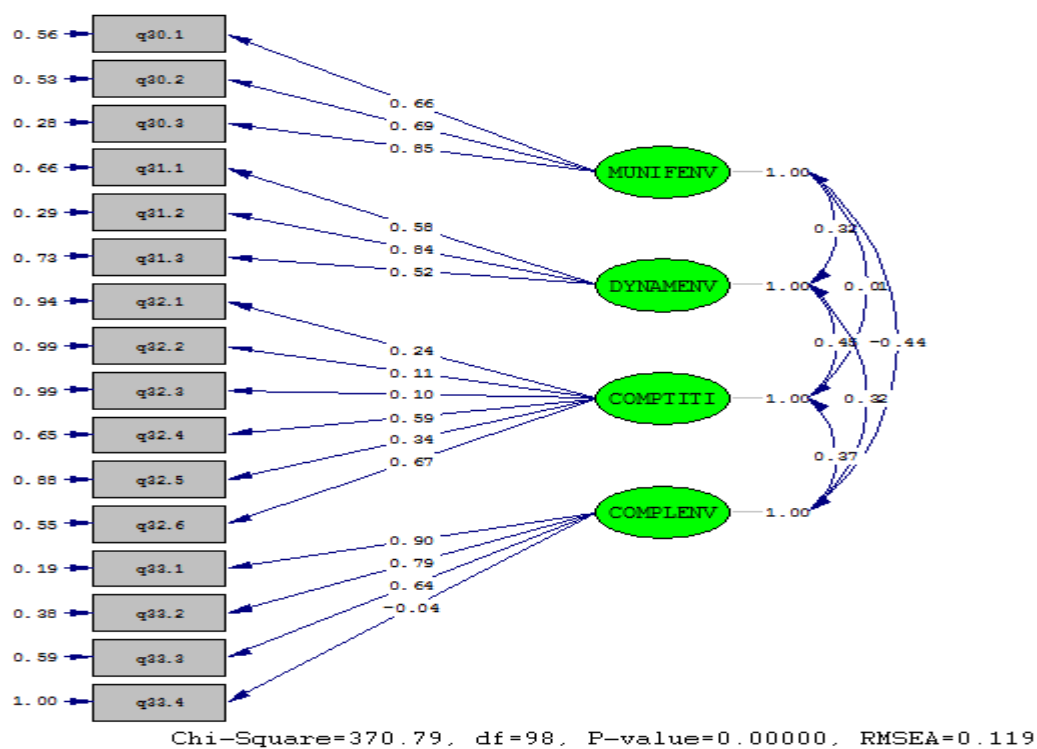 0.56 q30.1
0.53 q30.2
0.28 q30.3
0.66 q31.1
0.29 q31.2
0.73 q31.3
0.94 q32.1
0.99 q32.2
0.99 q32.3
0.65 q32.4
0.88 q32.5
0.55 q32.6
0.19 q33.1
0.38 q33.2
0.59 q33.3
1.00 q33.4
0.66
0.69
0.85
0.58
0.84
0.52
0.24
0.11
0.10
0.59
0.34
0.67
0.90
0.79
0.64
-0.04
MUNIFENV 1.00
DYNAMENV 1.00
COMPTITI 1.00
COMPLENV 1.00
0.01
-0.44
0.32
0.37
Chi-Square=370.79, df=98, P-value=0.00000, RMSEA=0.119